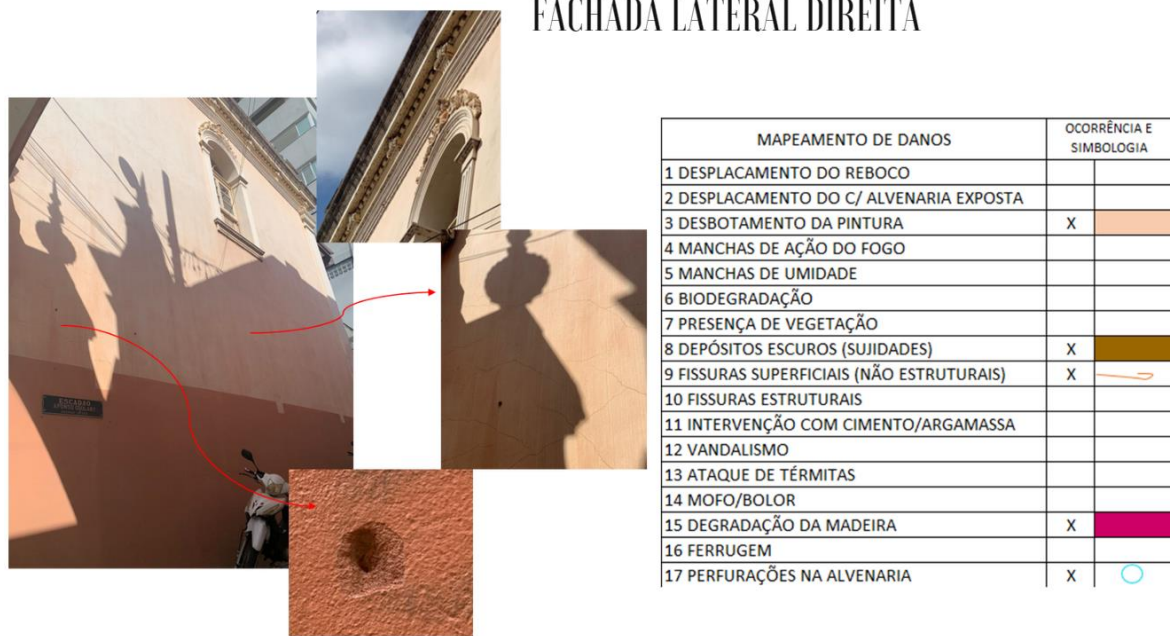 FACHADA LATERAL DIREITA
MAPEAMENTO DE DANOS
OCORRÊNCIA E
SIMBOLOGIA
1 DESPLACAMENTO DO REBOCO
2 DESPLACAMENTO DO C/ ALVENARIA EXPOSTA
3 DESBOTAMENTO DA PINTURA X
4 MANCHAS DE AÇÃO DO FOGO
5 MANCHAS DE UMIDADE
6 BIODEGRADAÇÃO
7 PRESENÇA DE VEGETAÇÃO
8 DEPÓSITOS ESCUROS (SUJIDADES) X
9 FISSURAS SUPERFICIAIS (NÃO ESTRUTURAIS) X
10 FISSURAS ESTRUTURAIS
11 INTERVENÇÃO COM CIMENTO/ARGAMASSA
12 VANDALISMO
13 ATAQUE DE TÉRMITAS
14 MOFO/BOLOR
15 DEGRADAÇÃO DA MADEIRA X
16 FERRUGEM
17 PERFURAÇÕES NA ALVENARIA X